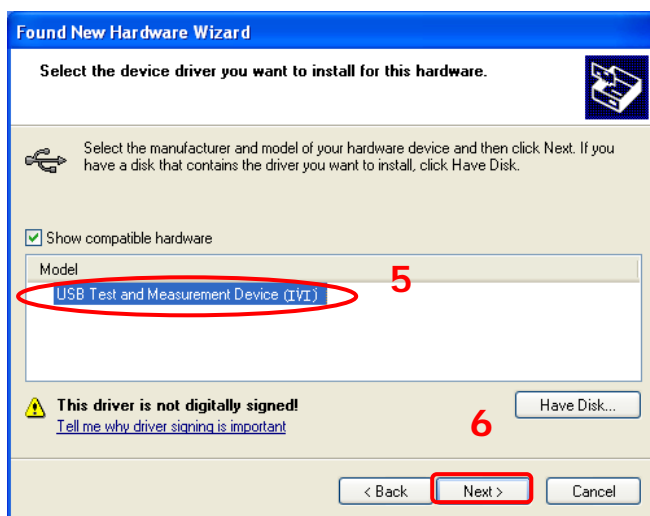 Found New Hardware Wizard
Select the device driver you want to install for this hardware.
Select the manufacturer and model of your hardware device and then click Next. If you
have a disk that contains the driver you want to install, click Have Disk.
Show compatible hardware
Model
USB Test and Measurement Device (IVI)
5
This driver is not digitally signed!
Tell me why driver signing is important
Have Disk...
6
< Back
Next >
Cancel